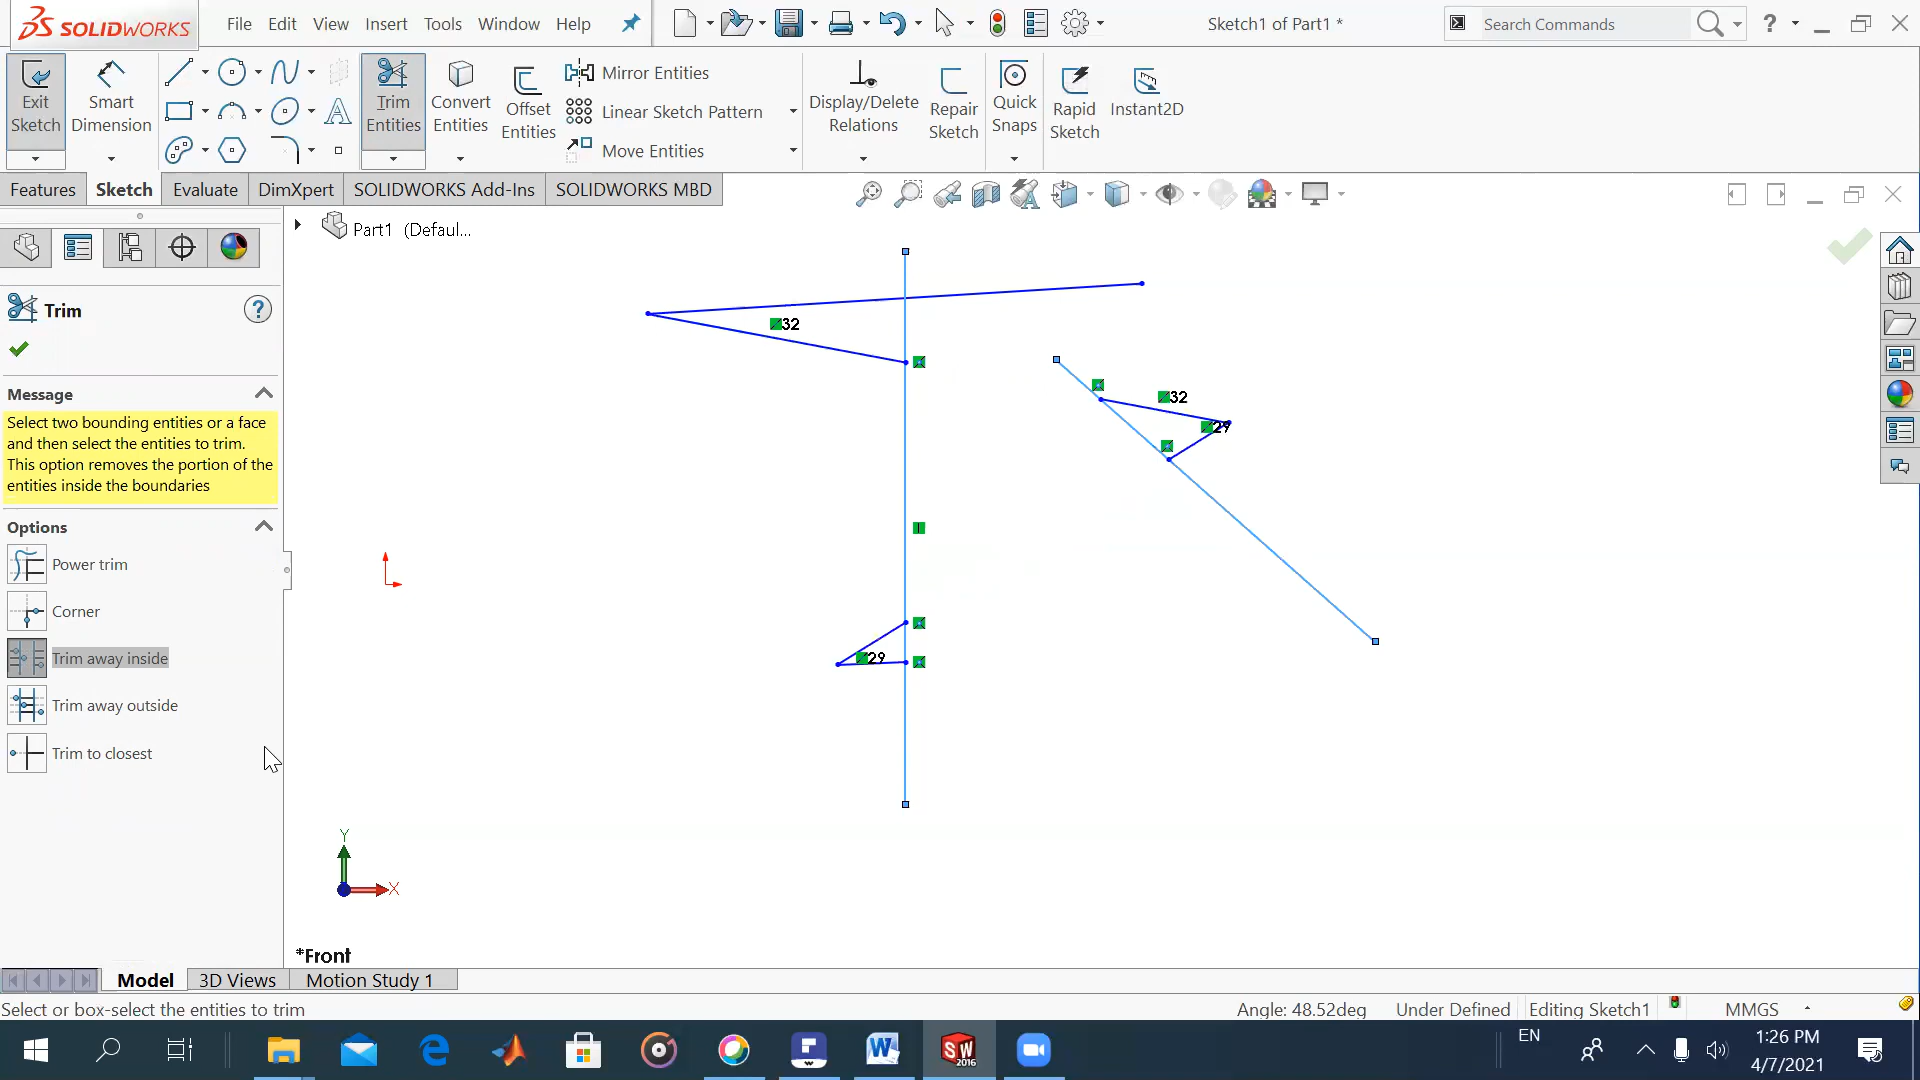 SOLIDWORKS
File Edit View Insert Tools Window Help
Sketch1 of Part1 *
Search Commands
?
Exit Sketch
Smart Dimension
Trim Entities
Convert Entities
Offset Entities
Mirror Entities
Linear Sketch Pattern
Move Entities
Display/Delete Relations
Repair Sketch
Quick Snaps
Rapid Sketch
Instant2D
Features Sketch Evaluate DimXpert SOLIDWORKS Add-Ins SOLIDWORKS MBD
Part1 (Defaul...
Trim
?
Message
Select two bounding entities or a face
and then select the entities to trim.
This option removes the portion of the
entities inside the boundaries
Options
Power trim
Corner
Trim away inside
Trim away outside
Trim to closest
32
32
29
29
Y
X
*Front
Model 3D Views Motion Study 1
Select or box-select the entities to trim
Angle: 48.52deg Under Defined Editing Sketch1 MMGS
SW 2016
EN
1:26 PM
4/7/2021